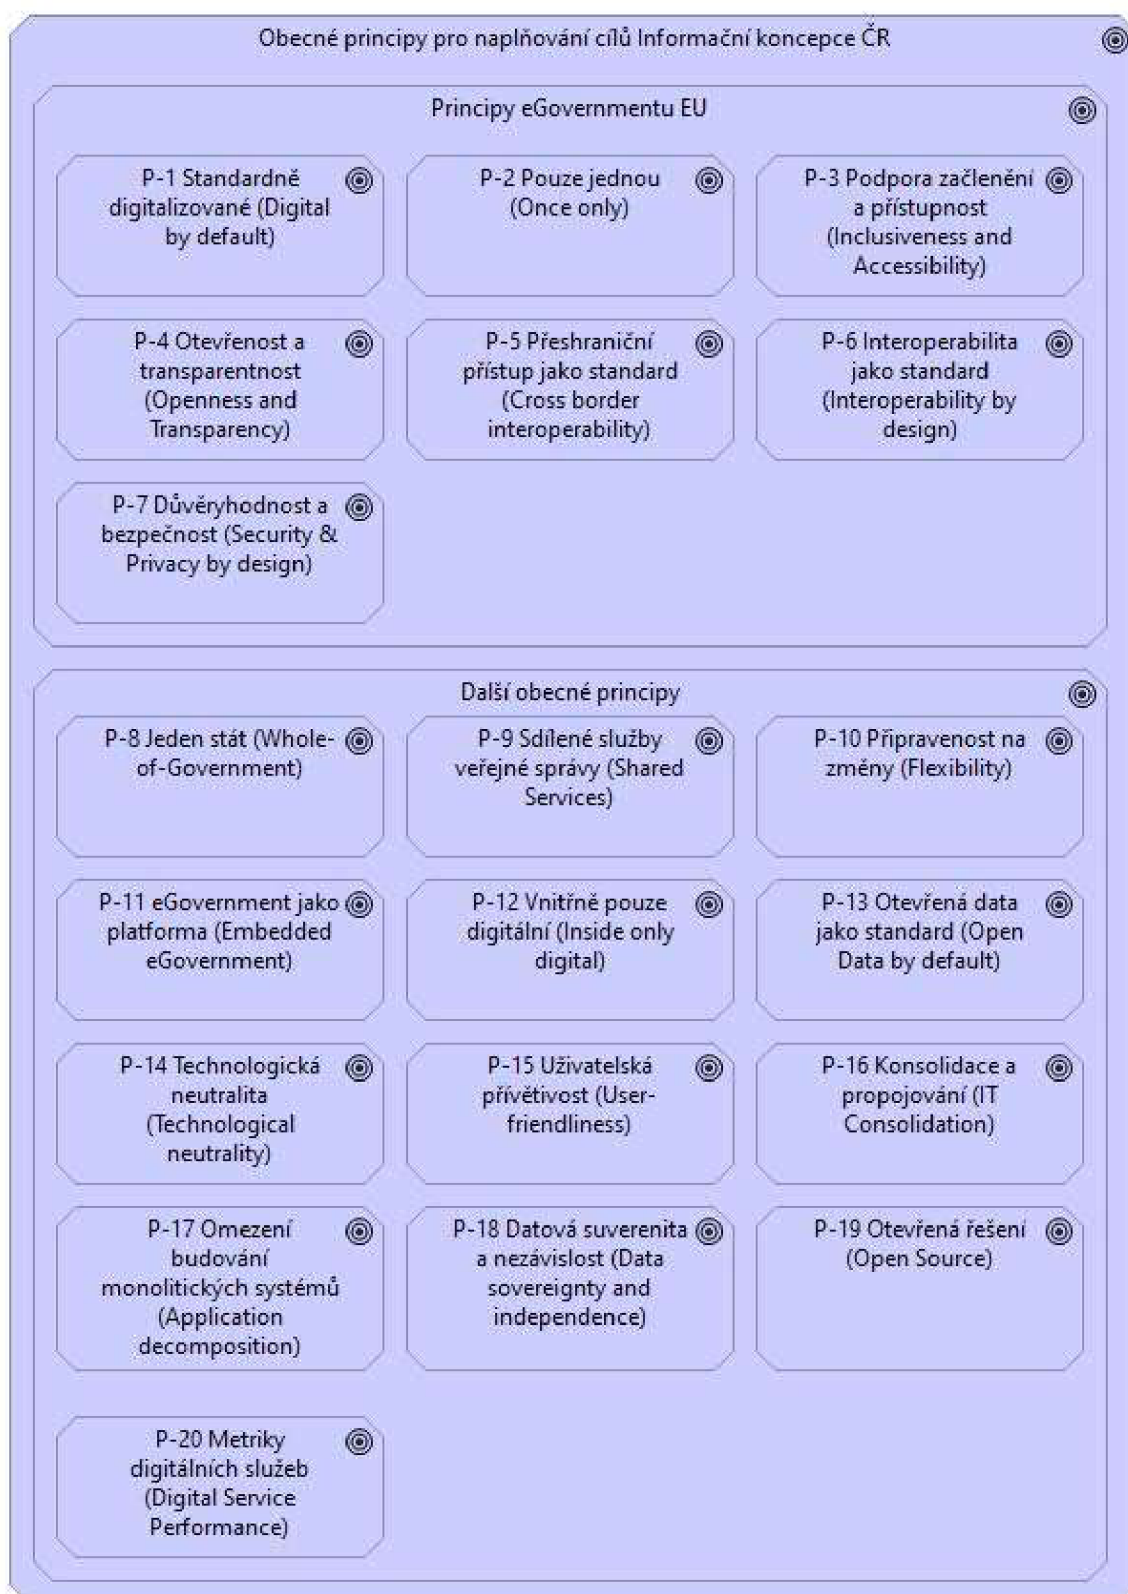 Obecné principy pro naplňování cílů Informační koncepce ČR
Principy eGovernmentu EU
P-1 Standardně
digitalizované (Digital
by default)
P-2 Pouze jednou
(Once only)
P-3 Podpora začlenění
a přístupnost
(Inclusiveness and
Accessibility)
P-4 Otevřenost a
transparentnost
(Openness and
Transparency)
P-5 Přeshraniční
přístup jako standard
(Cross border
interoperability)
P-6 Interoperabilita
jako standard
(Interoperability by
design)
P-7 Důvěryhodnost a
bezpečnost (Security &
Privacy by design)
Další obecné principy
P-8 Jeden stát (Whole-
of-Government)
P-9 Sdílené služby
veřejné správy (Shared
Services)
P-10 Připravenost na
změny (Flexibility)
P-11 eGovernment jako
platforma (Embedded
eGovernment)
P-12 Vnitřně pouze
digitální (Inside only
digital)
P-13 Otevřená data
jako standard (Open
Data by default)
P-14 Technologická
neutralita
(Technological
neutrality)
P-15 Uživatelská
přívětivost (User-
friendliness)
P-16 Konsolidace a
propojování (IT
Consolidation)
P-17 Omezení
budování
monolitických systémů
(Application
decomposition)
P-18 Datová suverenita
a nezávislost (Data
sovereignty and
independence)
P-19 Otevřená řešení
(Open Source)
P-20 Metriky
digitálních služeb
(Digital Service
Performance)